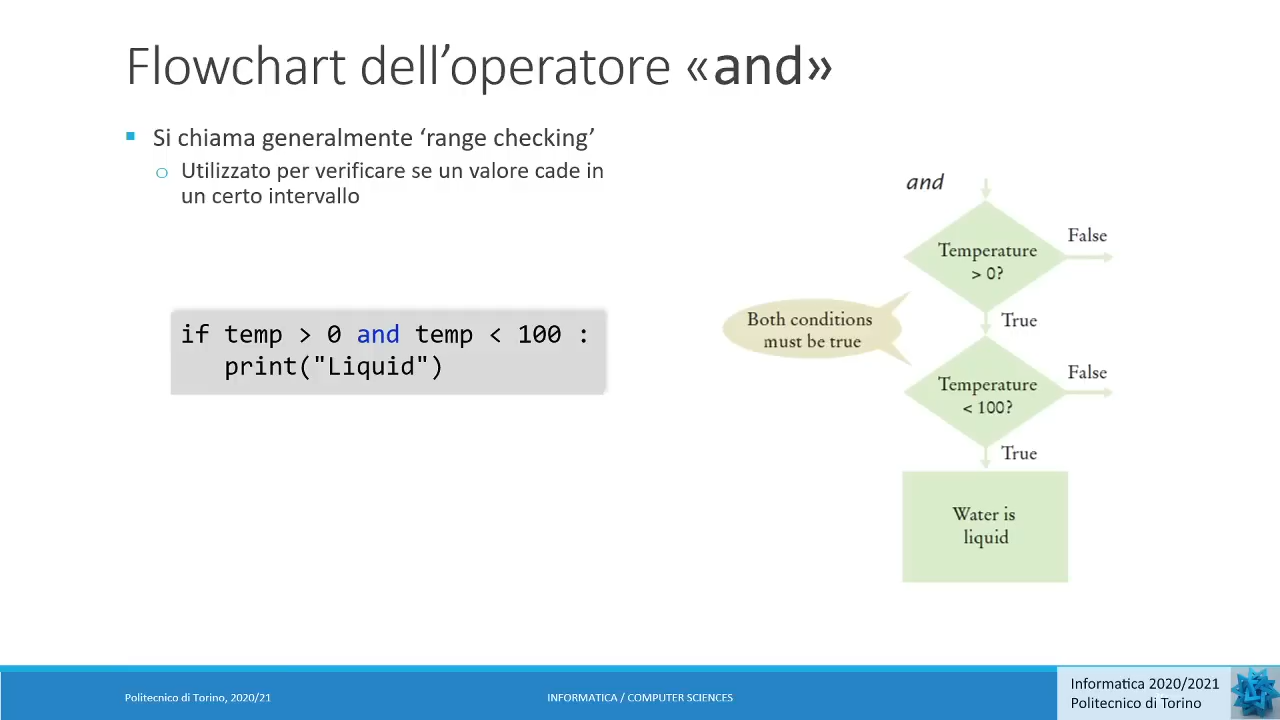 Flowchart dell’operatore «and»
▪ Si chiama generalmente ‘range checking’
o Utilizzato per verificare se un valore cade in
un certo intervallo
if temp > 0 and temp < 100 :
print("Liquid")
and
Temperature
> 0?
False
True
Both conditions
must be true
Temperature
< 100?
False
True
Water is
liquid
Politecnico di Torino, 2020/21
INFORMATICA / COMPUTER SCIENCES
Informatica 2020/2021
Politecnico di Torino